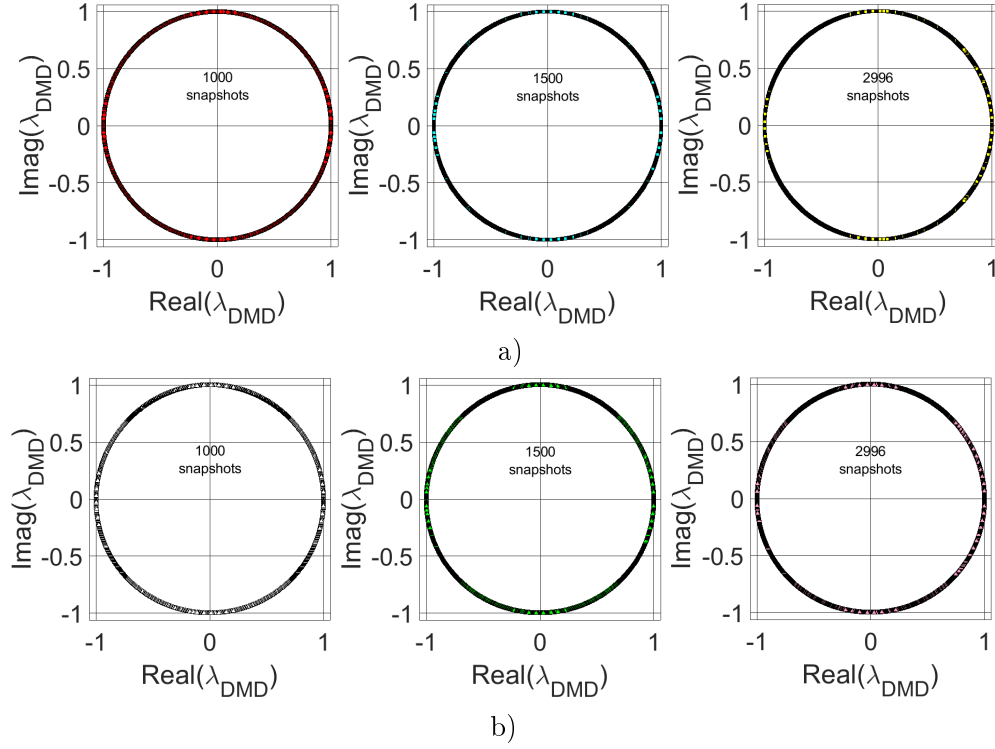 1
0.5
0
-0.5
-1
-1 0 1
Imag(λDMD)
Real(λDMD)
1000
snapshots
1
0.5
0
-0.5
-1
-1 0 1
Imag(λDMD)
Real(λDMD)
1500
snapshots
1
0.5
0
-0.5
-1
-1 0 1
Imag(λDMD)
Real(λDMD)
2996
snapshots
a)
1
0.5
0
-0.5
-1
-1 0 1
Imag(λDMD)
Real(λDMD)
1000
snapshots
1
0.5
0
-0.5
-1
-1 0 1
Imag(λDMD)
Real(λDMD)
1500
snapshots
1
0.5
0
-0.5
-1
-1 0 1
Imag(λDMD)
Real(λDMD)
2996
snapshots
b)